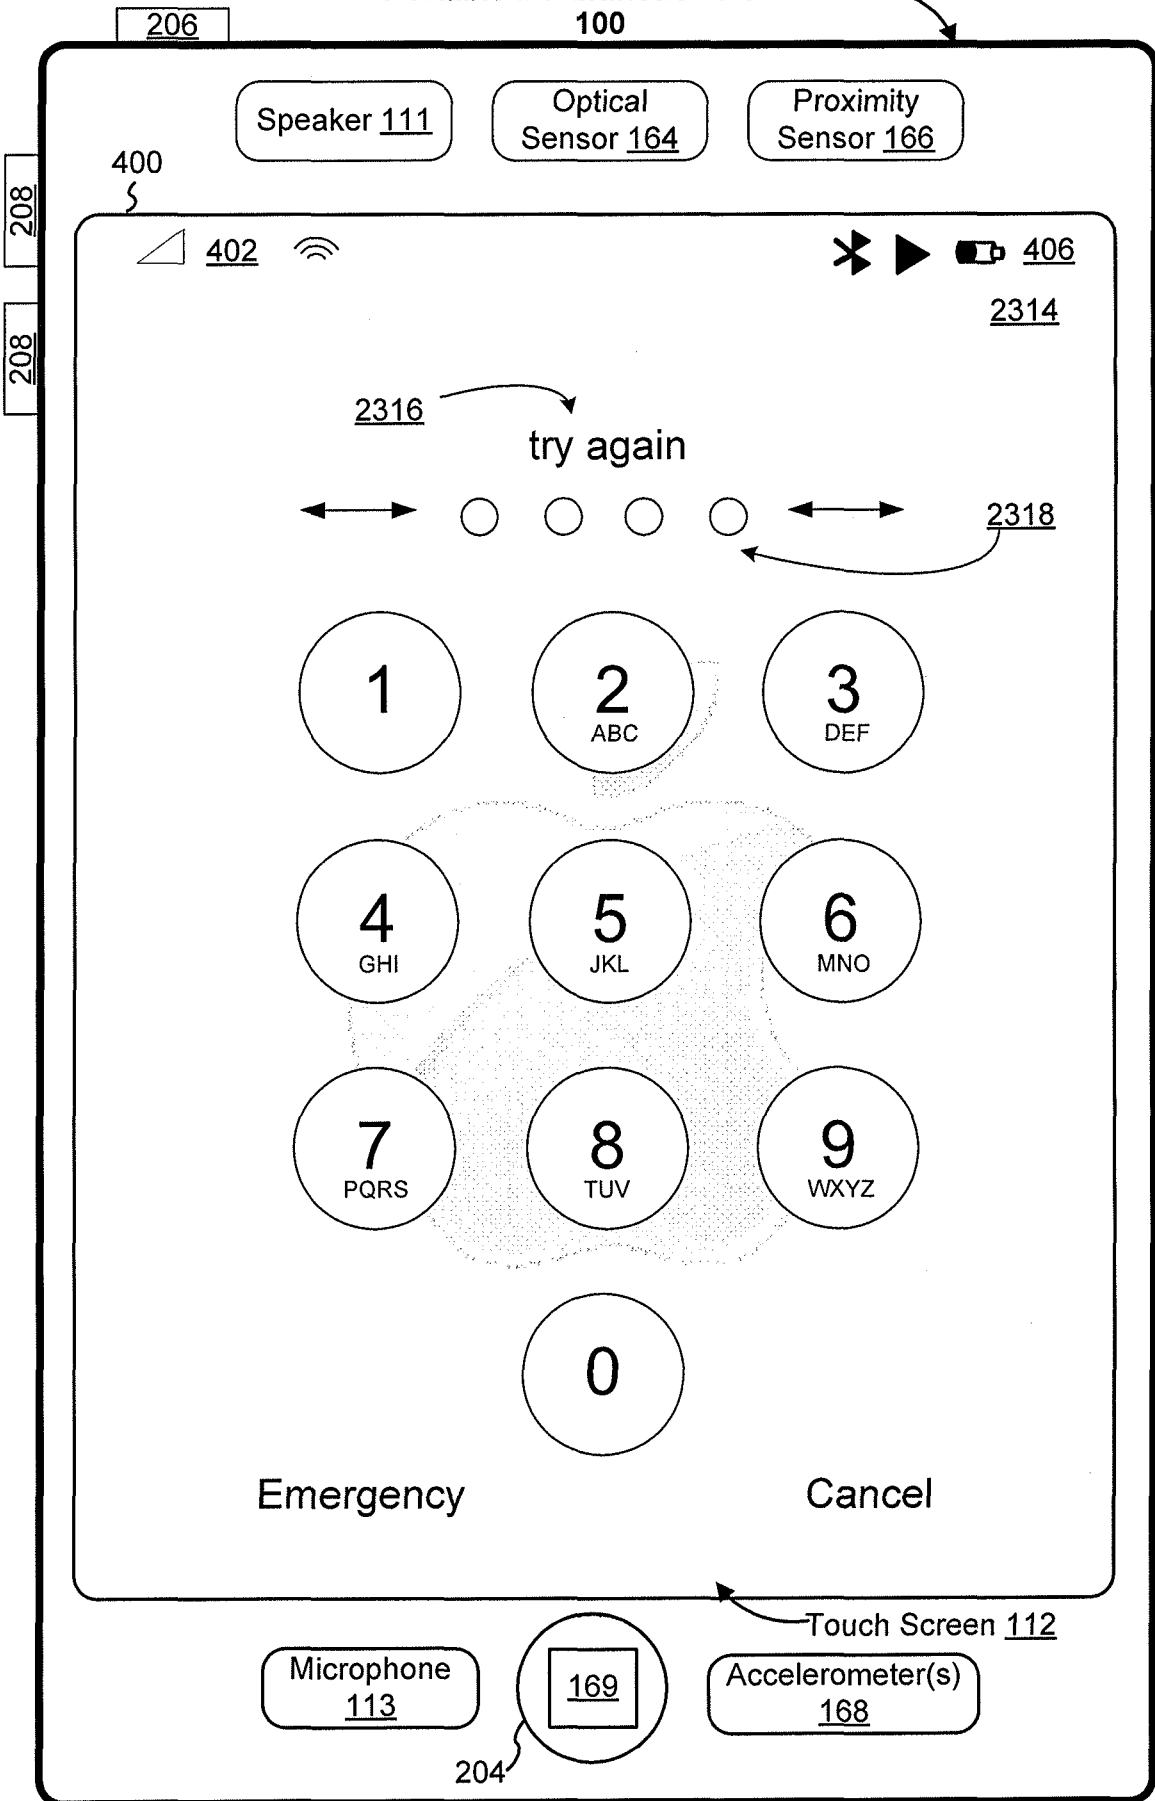 100
206
Speaker 111
Optical
Sensor 164
Proximity
Sensor 166
400
208
402
406
2314
208
2316
try again
2318
1
2
ABC
3
DEF
4
GHI
5
JKL
6
MNO
7
PQRS
8
TUV
9
WXYZ
0
Emergency
Cancel
Touch Screen 112
Microphone
113
169
Accelerometer(s)
168
204